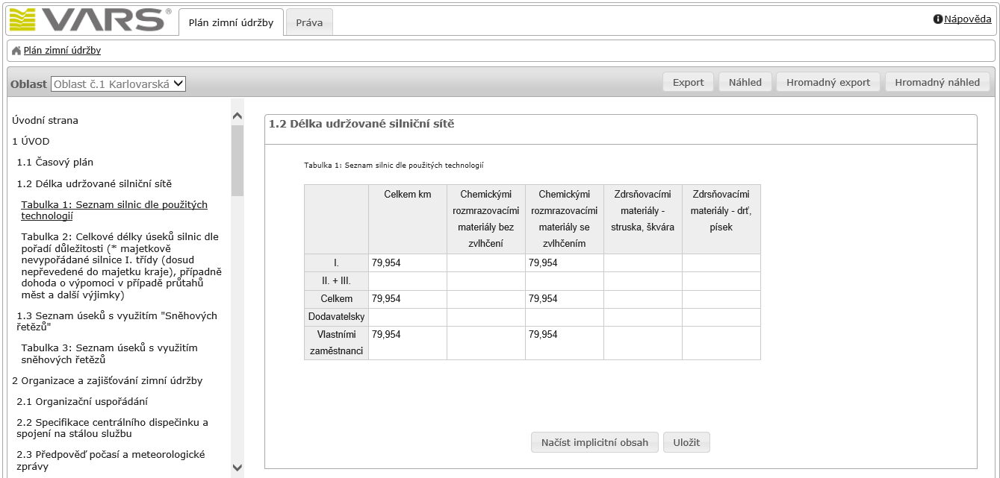 VARS®
Plán zimní údržby
Práva
Nápověda
Plán zimní údržby
Oblast Oblast č.1 Karlovarská
Export
Náhled
Hromadný export
Hromadný náhled
Úvodní strana
1 ÚVOD
1.1 Časový plán
1.2 Délka udržované silniční sítě
Tabulka 1: Seznam silnic dle použitých
technologií
Tabulka 2: Celkové délky úseků silnic dle
pořadí důležitosti (* majetkově
nevypořádané silnice I. třídy (dosud
nepřevedené do majetku kraje), případně
dohoda o výpomoci v případě průtahů
měst a další výjimky)
1.3 Seznam úseků s využitím "Sněhových
řetězů"
Tabulka 3: Seznam úseků s využitím
sněhových řetězů
2 Organizace a zajišťování zimní údržby
2.1 Organizační uspořádání
2.2 Specifikace centrálního dispečinku a
spojení na stálou službu
2.3 Předpověď počasí a meteorologické
zprávy
1.2 Délka udržované silniční sítě
Tabulka 1: Seznam silnic dle použitých technologií
Celkem km
Chemickými
rozmrazovacími
materiály bez
zvlhčení
Chemickými
rozmrazovacími
materiály se
zvlhčením
Zdrsňovacími
materiály -
struska, škvára
Zdrsňovacími
materiály - drť,
písek
I. 79,954 79,954
II. + III.
Celkem 79,954 79,954
Dodavatelsky
Vlastními
zaměstnanci
79,954 79,954
Načíst implicitní obsah
Uložit